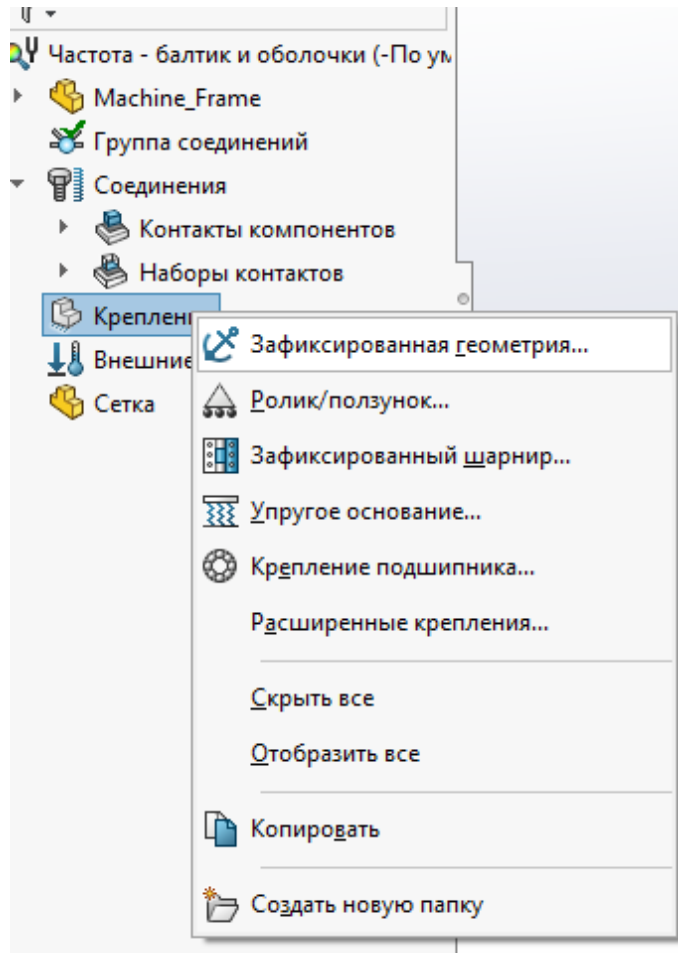 Частота - балтик и оболочки (-По ум
Machine_Frame
Группа соединений
Соединения
Контакты компонентов
Наборы контактов
Креплен
Внешние
Сетка
Зафиксированная геометрия...
Ролик/ползунок...
Зафиксированный шарнир...
Упругое основание...
Крепление подшипника...
Расширенные крепления...
Скрыть все
Отобразить все
Копировать
Создать новую папку